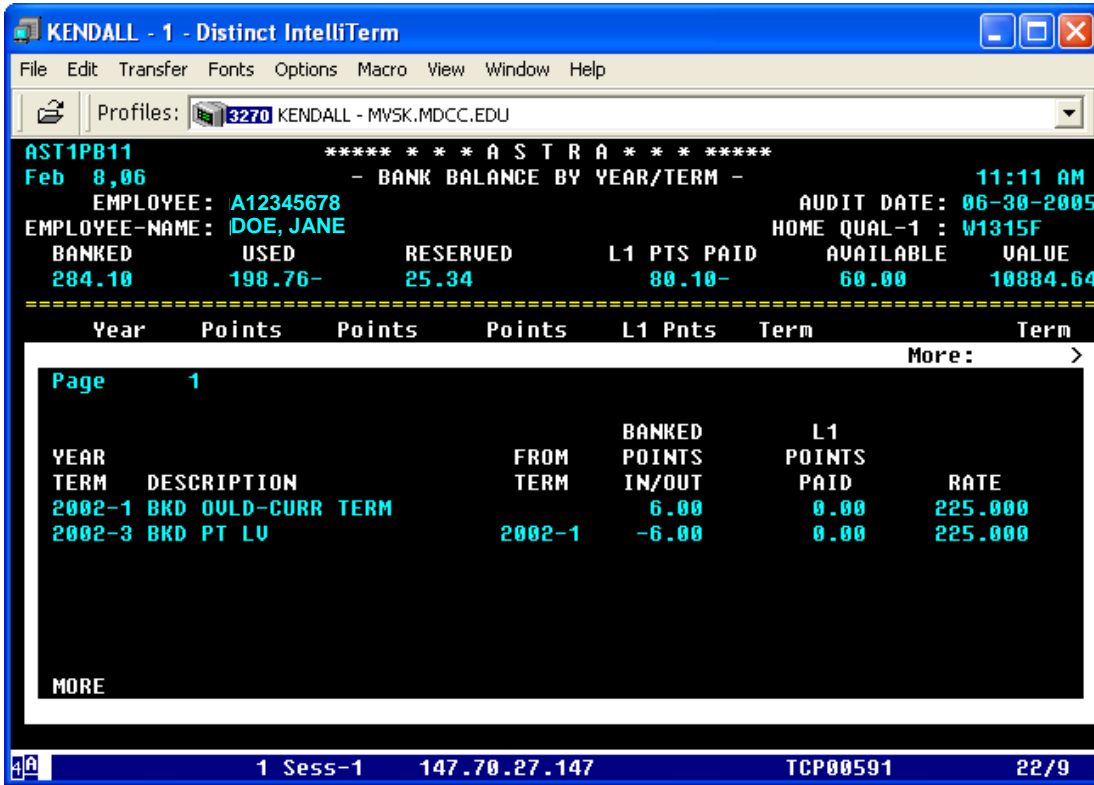 KENDALL - 1 - Distinct IntelliTerm
File Edit Transfer Fonts Options Macro View Window Help
Profiles: 3270 KENDALL - MVSK.MDCC.EDU
AST1PB11 ***** * * * A S T R A * * * *****
Feb 8,06 - BANK BALANCE BY YEAR/TERM - 11:11 AM
EMPLOYEE: A12345678 AUDIT DATE: 06-30-2005
EMPLOYEE-NAME: DOE, JANE HOME QUAL-1 : W1315F
BANKED USED RESERVED L1 PTS PAID AVAILABLE VALUE
284.10 198.76- 25.34 80.10- 60.00 10884.64
Year Points Points Points L1 Pnts Term Term
More: >
Page 1
BANKED L1
YEAR FROM POINTS POINTS
TERM DESCRIPTION TERM IN/OUT PAID RATE
2002-1 BKD OVLD-CURR TERM 6.00 0.00 225.000
2002-3 BKD PT LV 2002-1 -6.00 0.00 225.000
MORE
4A 1 Sess-1 147.70.27.147 TCP00591 22/9